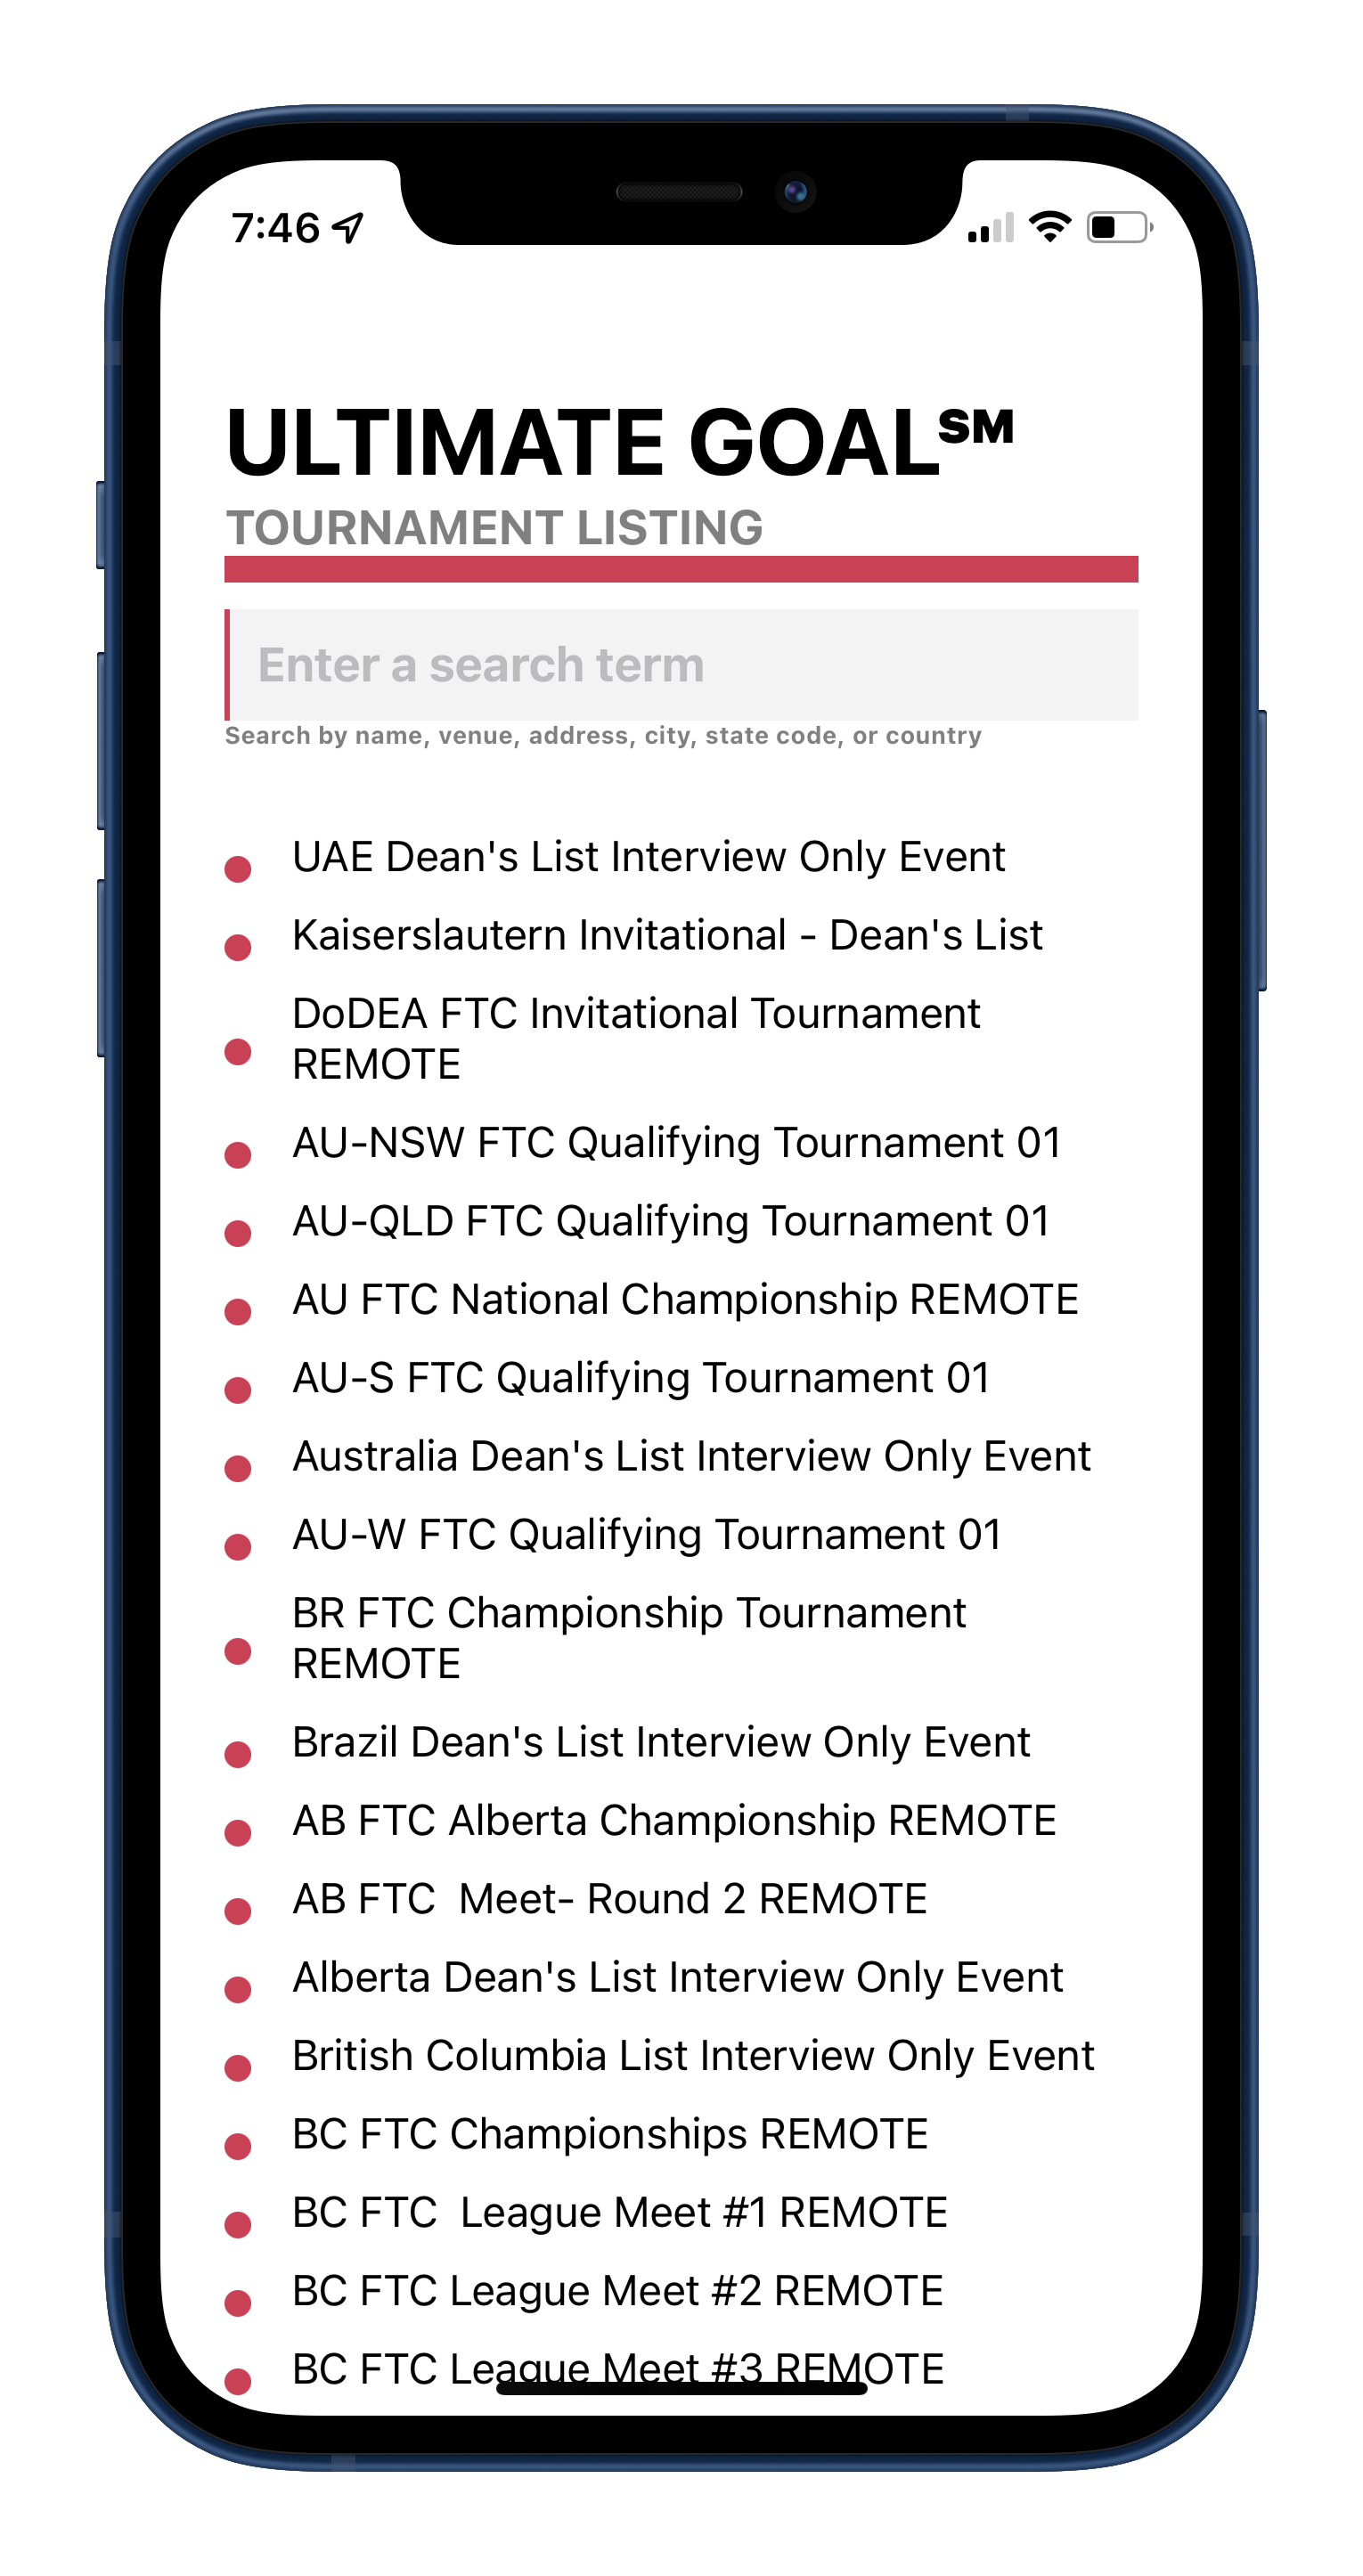 7:46
ULTIMATE GOAL℠
TOURNAMENT LISTING
Enter a search term
Search by name, venue, address, city, state code, or country
UAE Dean's List Interview Only Event
Kaiserslautern Invitational - Dean's List
DoDEA FTC Invitational Tournament
REMOTE
AU-NSW FTC Qualifying Tournament 01
AU-QLD FTC Qualifying Tournament 01
AU FTC National Championship REMOTE
AU-S FTC Qualifying Tournament 01
Australia Dean's List Interview Only Event
AU-W FTC Qualifying Tournament 01
BR FTC Championship Tournament
REMOTE
Brazil Dean's List Interview Only Event
AB FTC Alberta Championship REMOTE
AB FTC  Meet- Round 2 REMOTE
Alberta Dean's List Interview Only Event
British Columbia List Interview Only Event
BC FTC Championships REMOTE
BC FTC  League Meet #1 REMOTE
BC FTC League Meet #2 REMOTE
BC FTC League Meet #3 REMOTE